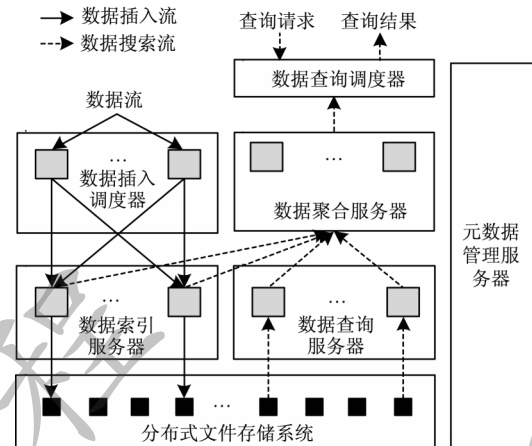 数据插入流
数据搜索流
查询请求
查询结果
数据查询调度器
数据流
…
数据插入
调度器
…
数据聚合服务器
元数据
管理服
务器
…
数据索引
服务器
…
数据查询
服务器
…
分布式文件存储系统
程